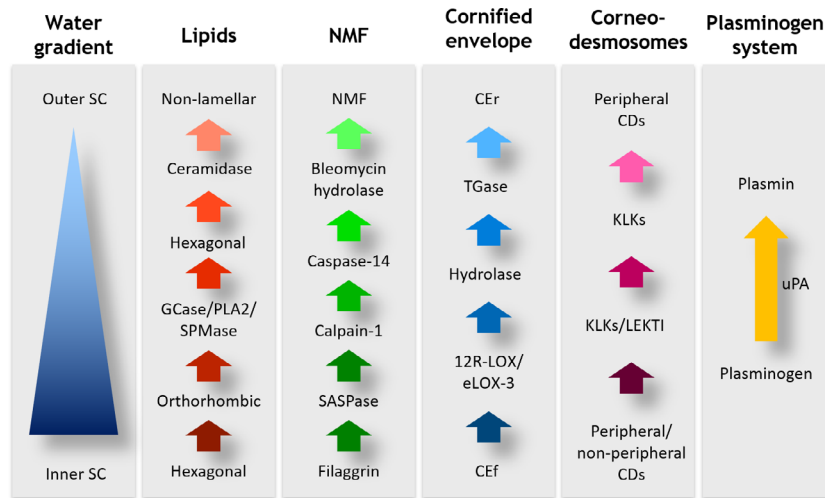 Water
gradient
Lipids
NMF
Cornified
envelope
Corneo-
desmosomes
Plasminogen
system
Outer SC
Inner SC
Non-lamellar
Ceramidase
Hexagonal
GCase/PLA2/
SPMase
Orthorhombic
Hexagonal
NMF
Bleomycin
hydrolase
Caspase-14
Calpain-1
SASPase
Filaggrin
CEr
TGase
Hydrolase
12R-LOX/
eLOX-3
CEf
Peripheral
CDs
KLKs
KLKs/LEKTI
Peripheral/
non-peripheral
CDs
Plasmin
uPA
Plasminogen